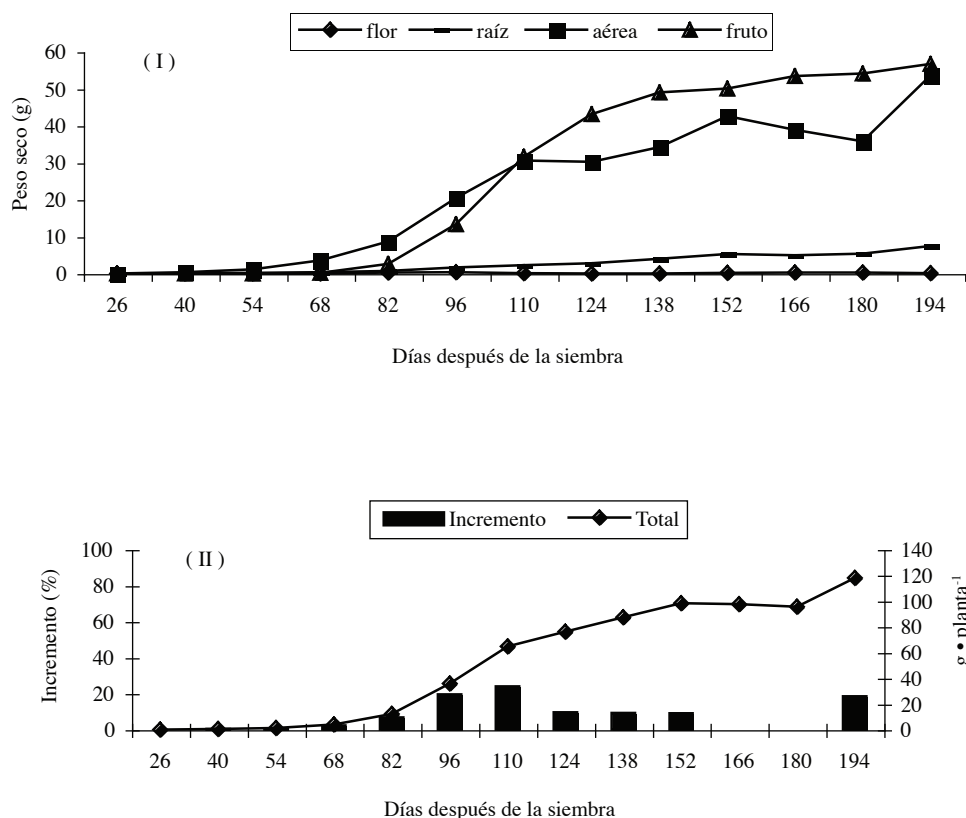 flor raíz aérea fruto
( I )
Peso seco (g)
60
50
40
30
20
10
0
26 40 54 68 82 96 110 124 138 152 166 180 194
Días después de la siembra
Incremento Total
( II )
Incremento (%)
100
80
60
40
20
0
140
120
100
80
60
40
20
0
g • planta⁻¹
26 40 54 68 82 96 110 124 138 152 166 180 194
Días después de la siembra